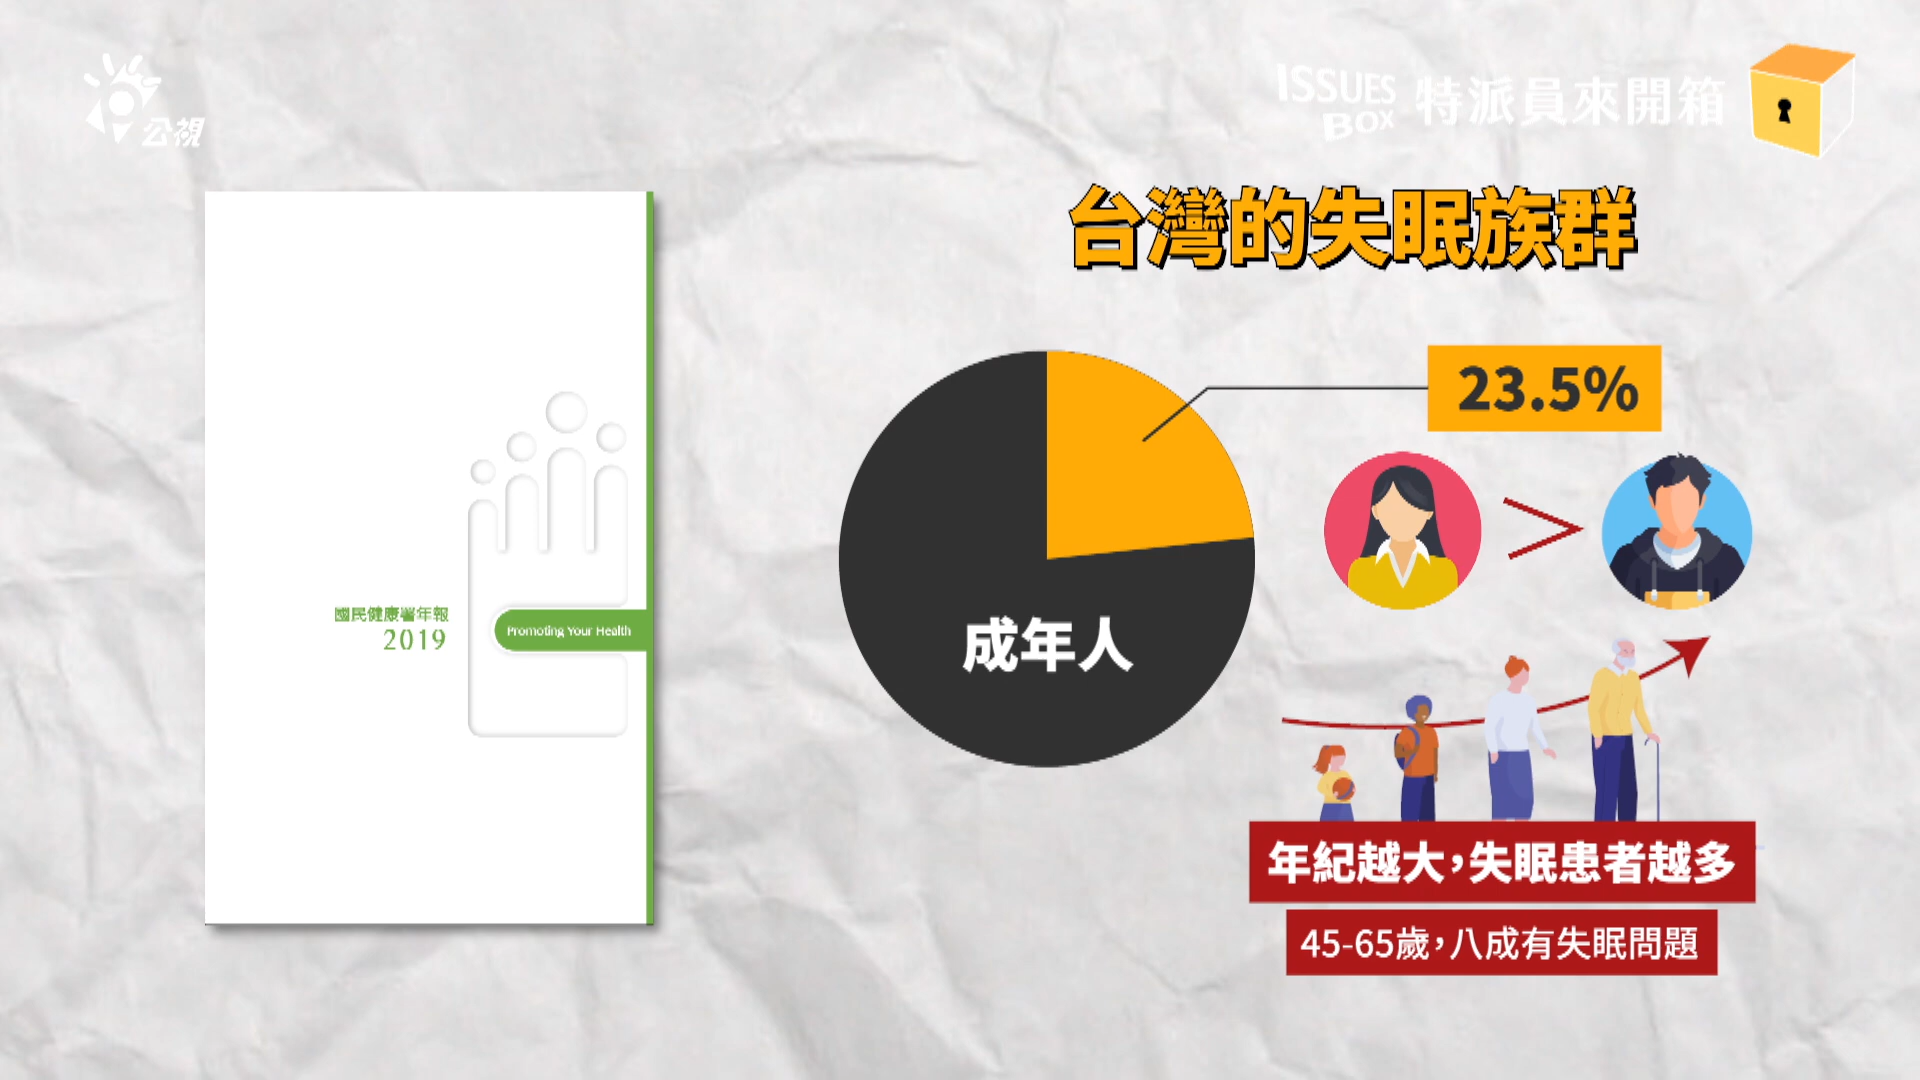 公視
ISSUES
BOX
特派員來開箱
台灣的失眠族群
23.5%
成年人
國民健康署年報
2019
Promoting Your Health
年紀越大，失眠患者越多
45-65歲，八成有失眠問題